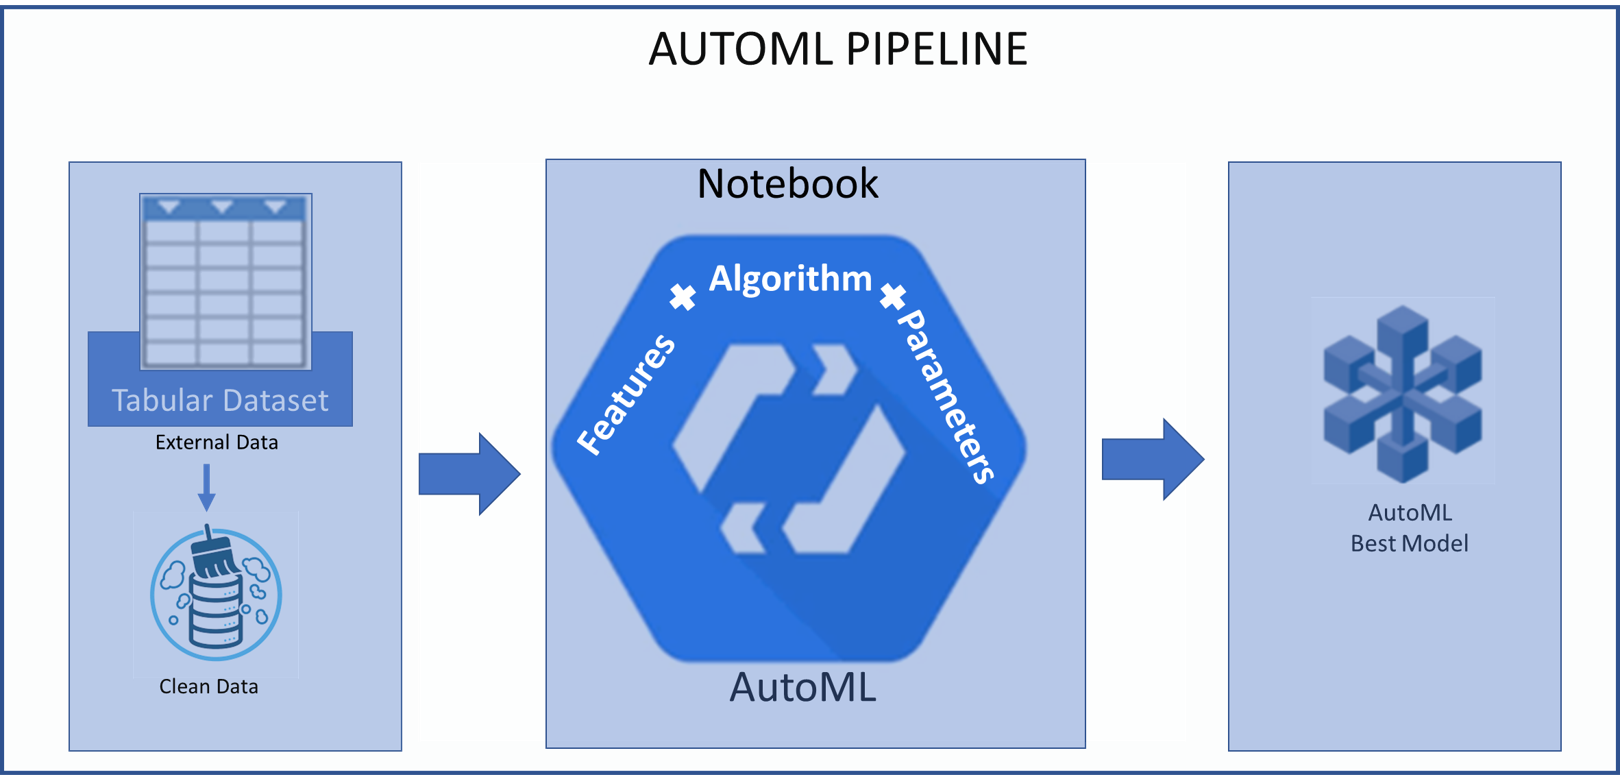 AUTOML PIPELINE
Tabular Dataset
External Data
Clean Data
Notebook
Features
Algorithm
Parameters
AutoML
AutoML
Best Model